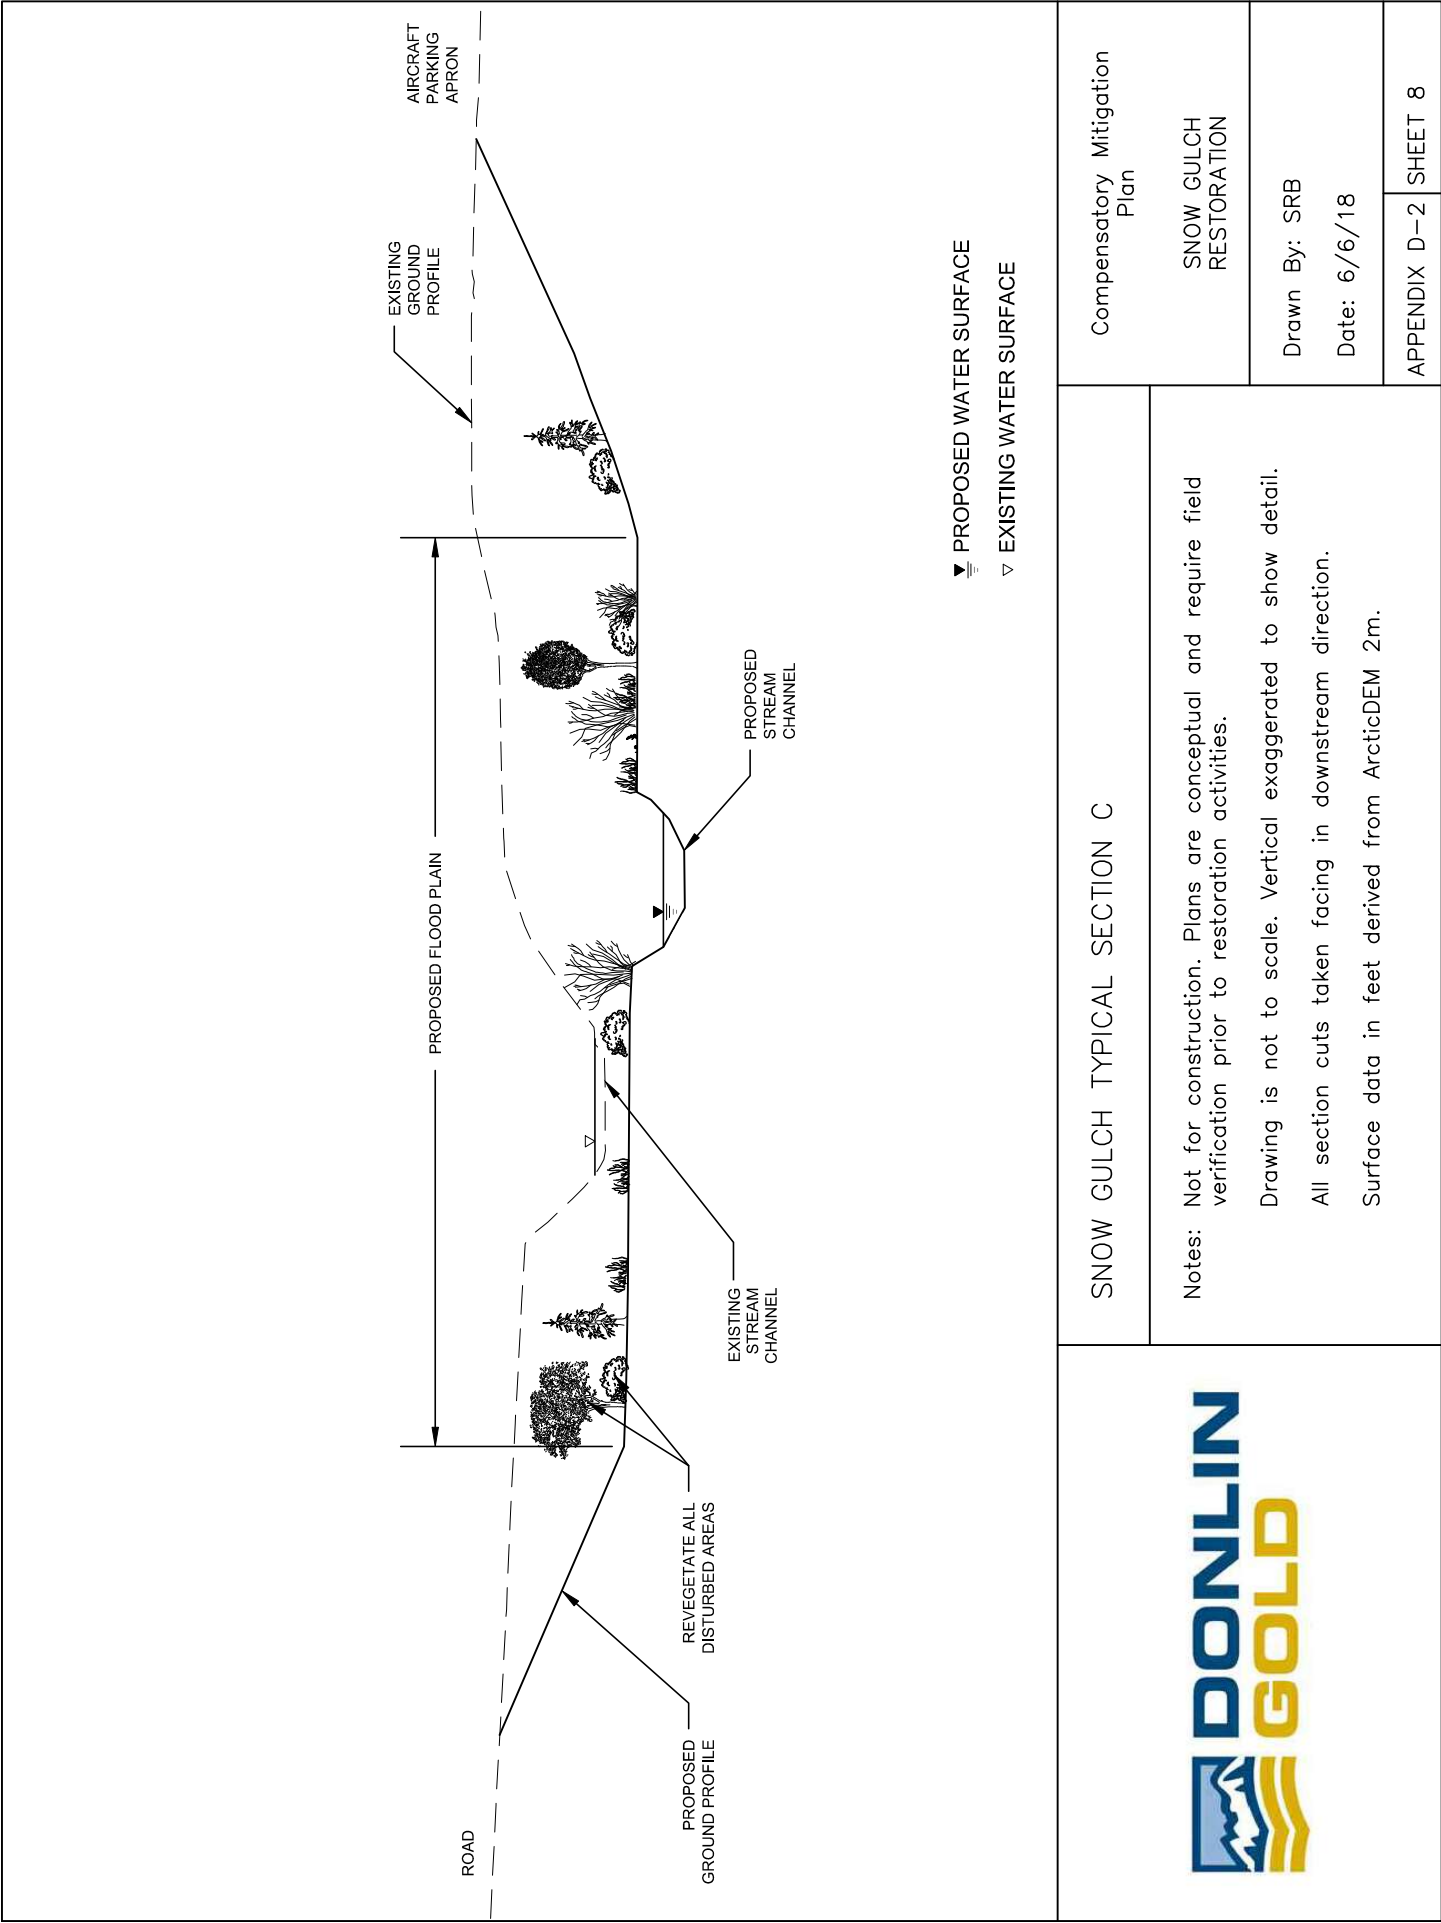 AIRCRAFT
PARKING
APRON
EXISTING
GROUND
PROFILE
PROPOSED FLOOD PLAIN
ROAD
PROPOSED
GROUND PROFILE
REVEGETATE ALL
DISTURBED AREAS
EXISTING
STREAM
CHANNEL
PROPOSED
STREAM
CHANNEL
PROPOSED WATER SURFACE
EXISTING WATER SURFACE
DONLIN
GOLD
SNOW GULCH TYPICAL SECTION C
Notes: Not for construction. Plans are conceptual and require field
verification prior to restoration activities.
Drawing is not to scale. Vertical exaggerated to show detail.
All section cuts taken facing in downstream direction.
Surface data in feet derived from ArcticDEM 2m.
Compensatory Mitigation
Plan
SNOW GULCH
RESTORATION
Drawn By: SRB
Date: 6/6/18
APPENDIX D-2 SHEET 8